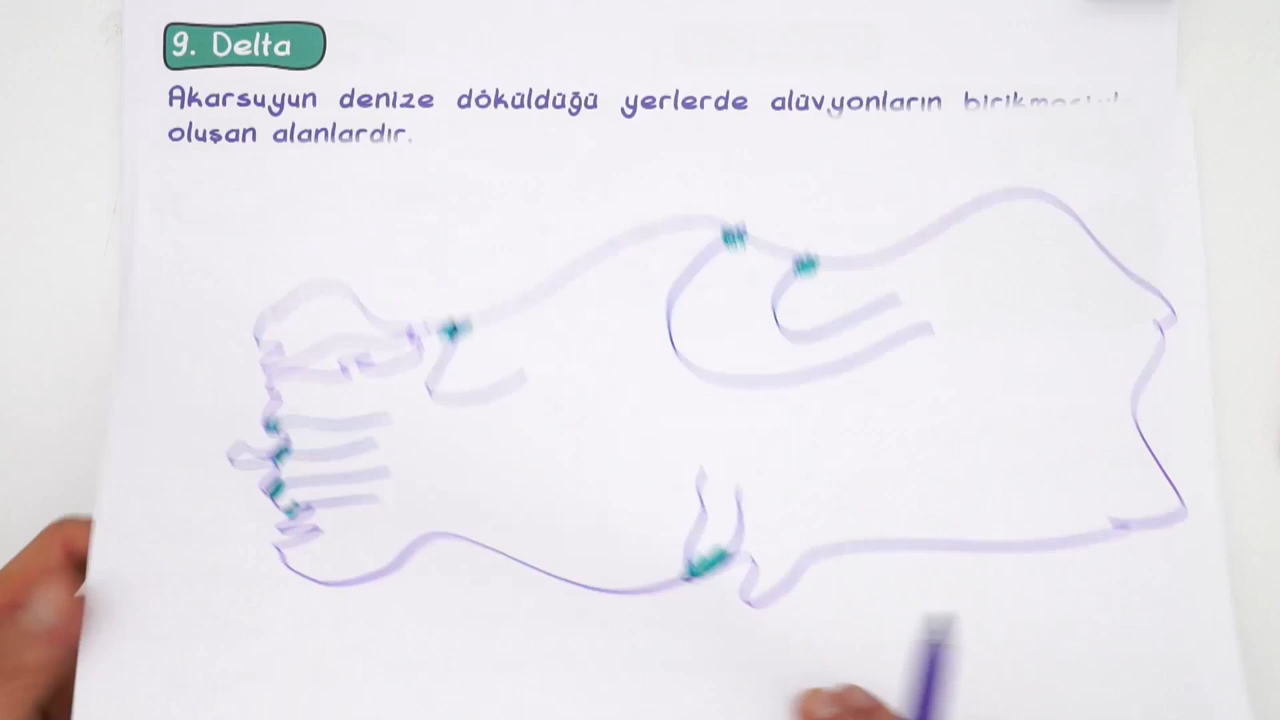 9. Delta
Akarsuyun denize döküldüğü yerlerde alüvyonların
oluşan alanlardır.